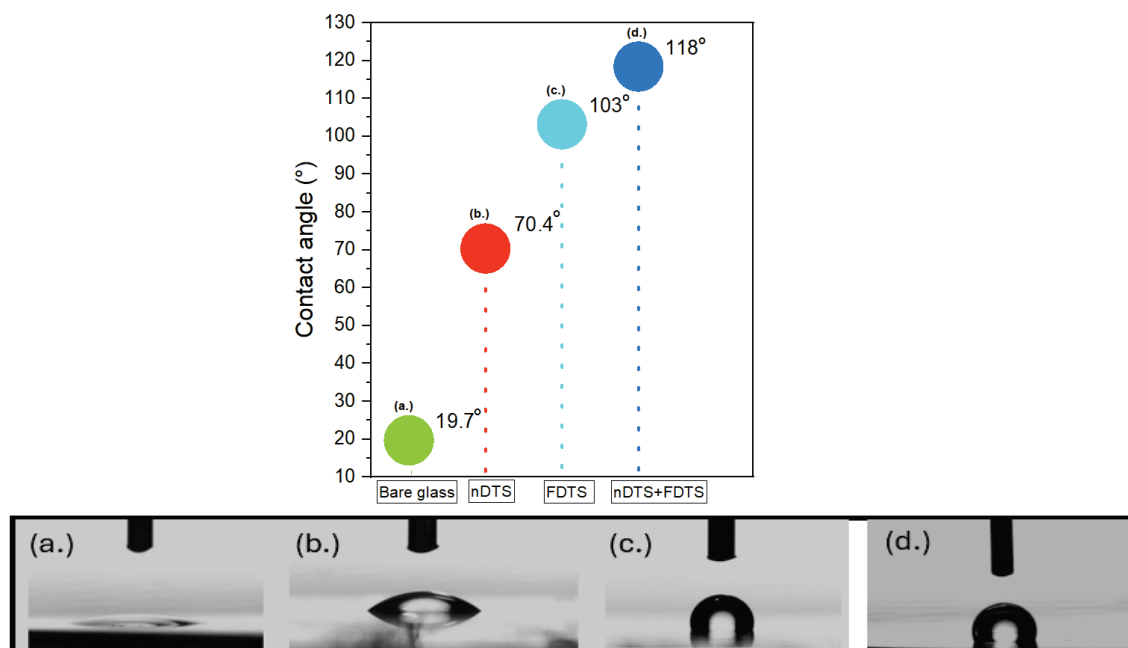 Contact angle (°)
130
120
110
100
90
80
70
60
50
40
30
20
10
(a.)
19.7°
(b.)
70.4°
(c.)
103°
(d.)
118°
Bare glass
nDTS
FDTS
nDTS+FDTS
(a.)
(b.)
(c.)
(d.)